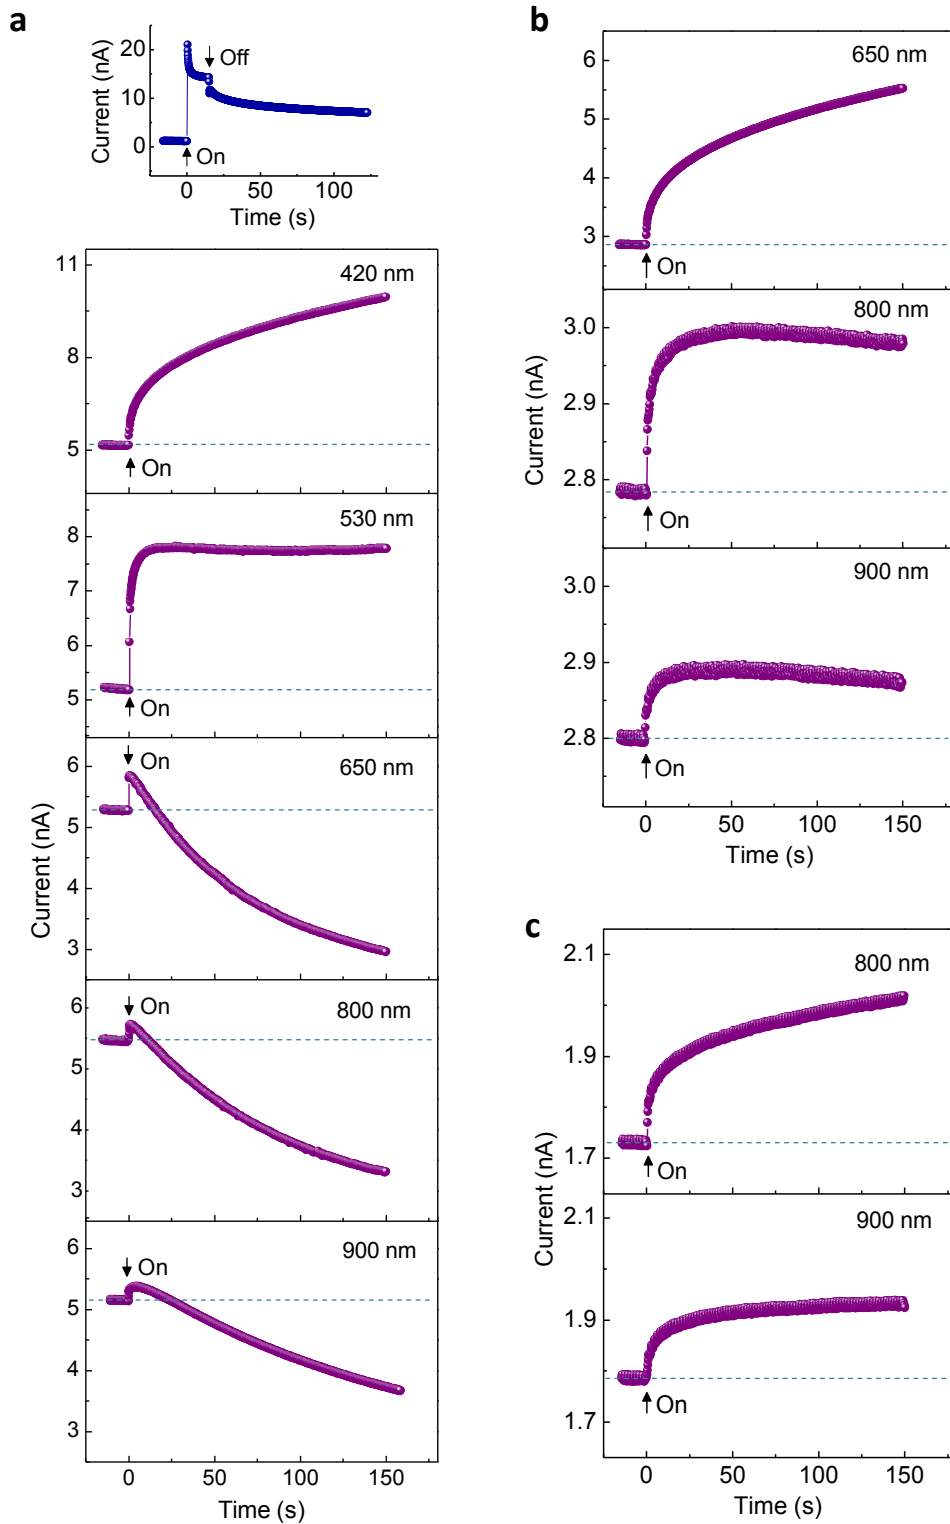 a
Current (nA)
20
10
0
Off
On
0
50
100
Time (s)
420 nm
11
8
5
On
530 nm
8
7
6
5
On
650 nm
6
5
4
3
On
800 nm
6
5
4
3
On
900 nm
6
5
4
3
On
Current (nA)
0
50
100
150
Time (s)
b
650 nm
6
5
4
3
On
800 nm
3.0
2.9
2.8
On
900 nm
3.0
2.9
2.8
On
Current (nA)
0
50
100
150
Time (s)
c
800 nm
2.1
1.9
1.7
On
900 nm
2.1
1.9
1.7
On
Current (nA)
0
50
100
150
Time (s)